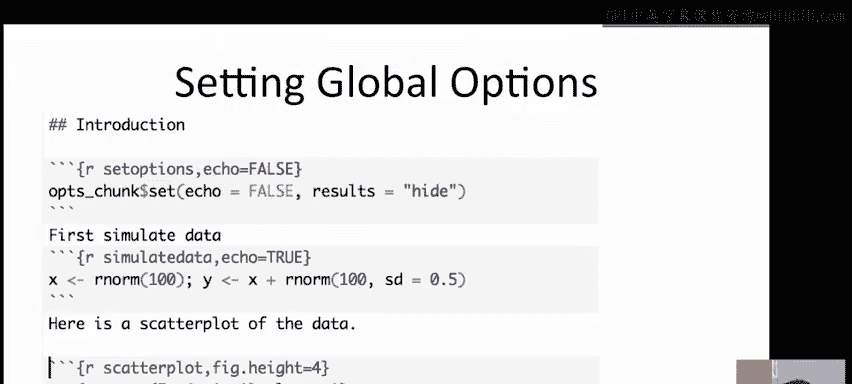 Setting Global Options
## Introduction
```{r setoptions,echo=FALSE}
opts_chunk$set(echo = FALSE, results = "hide")
```
First simulate data
```{r simulatedata,echo=TRUE}
x <- rnorm(100); y <- x + rnorm(100, sd = 0.5)
```
Here is a scatterplot of the data.
```{r scatterplot,fig.height=4}